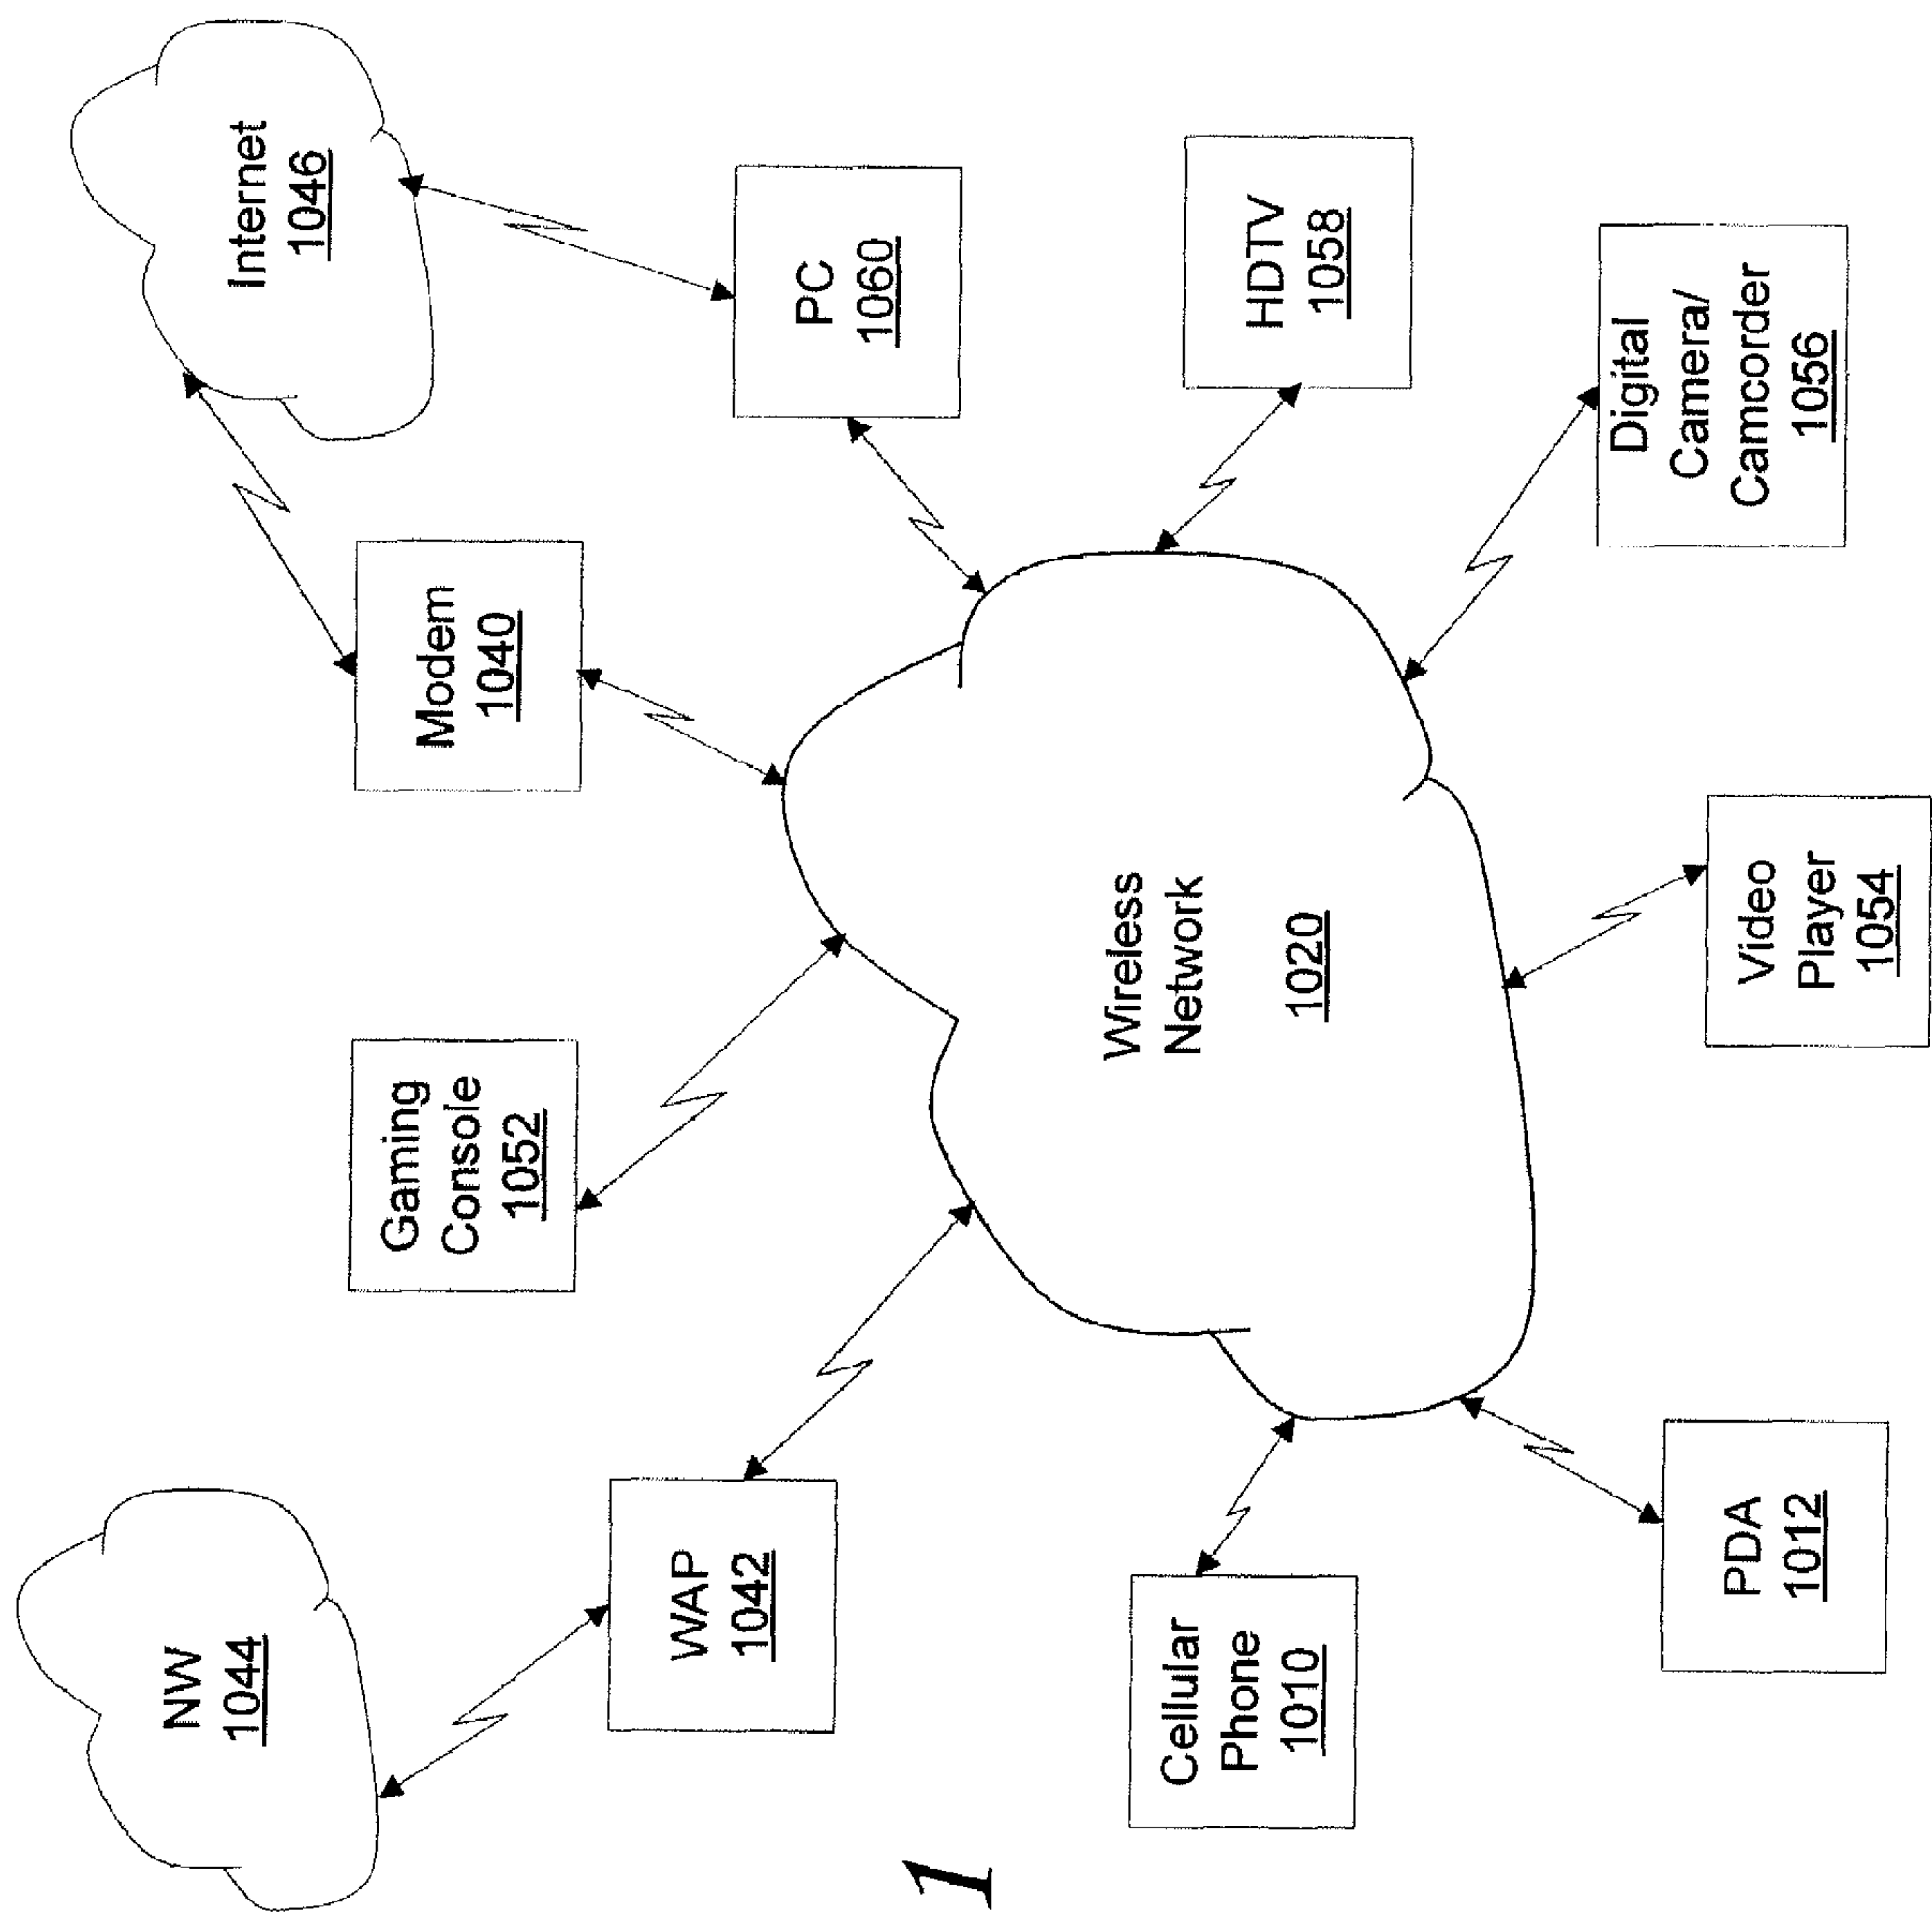 NW
1044
Internet
1046
Gaming
Console
1052
Modem
1040
WAP
1042
PC
1060
Wireless
Network
1020
HDTV
1058
Cellular
Phone
1010
Digital
Camera/
Camcorder
1056
PDA
1012
Video
Player
1054
1